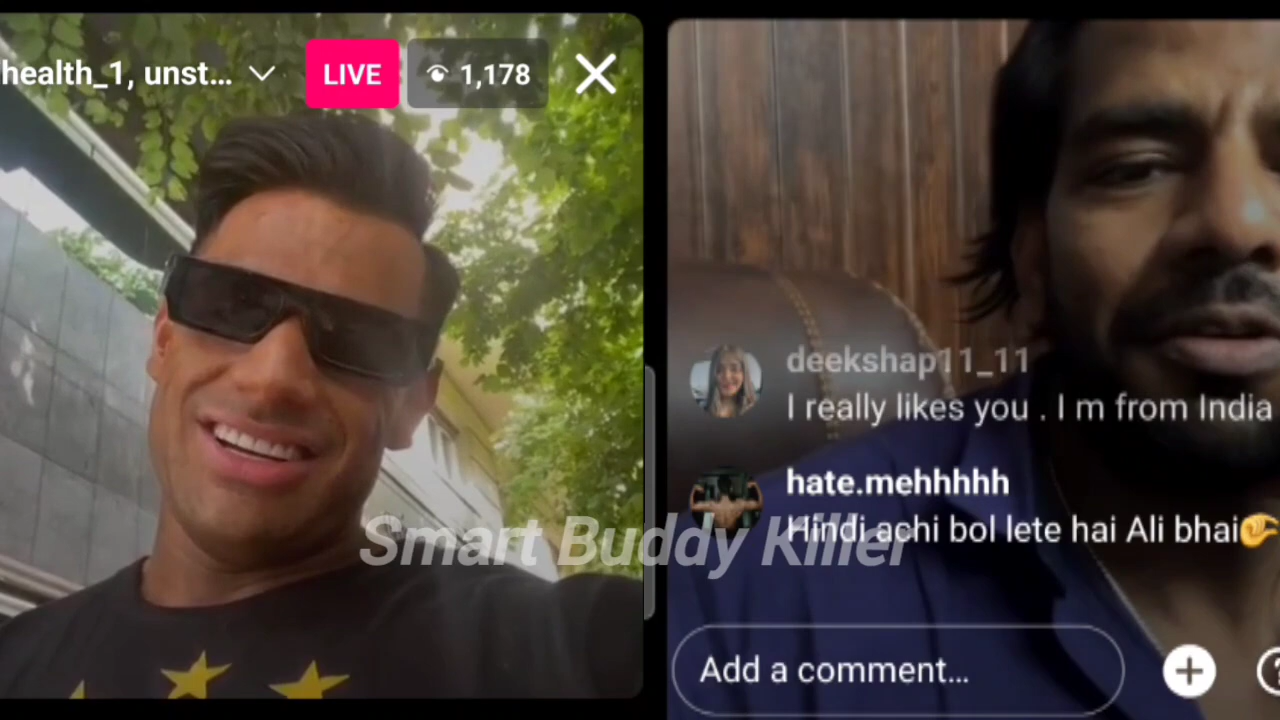 health_1, unst...
LIVE
1,178
deekshap11_11
I really likes you . I m from India
hate.mehhhhh
Hindi achi bol lete hai Ali bhai🫴
Smart Buddy Killer
Add a comment...